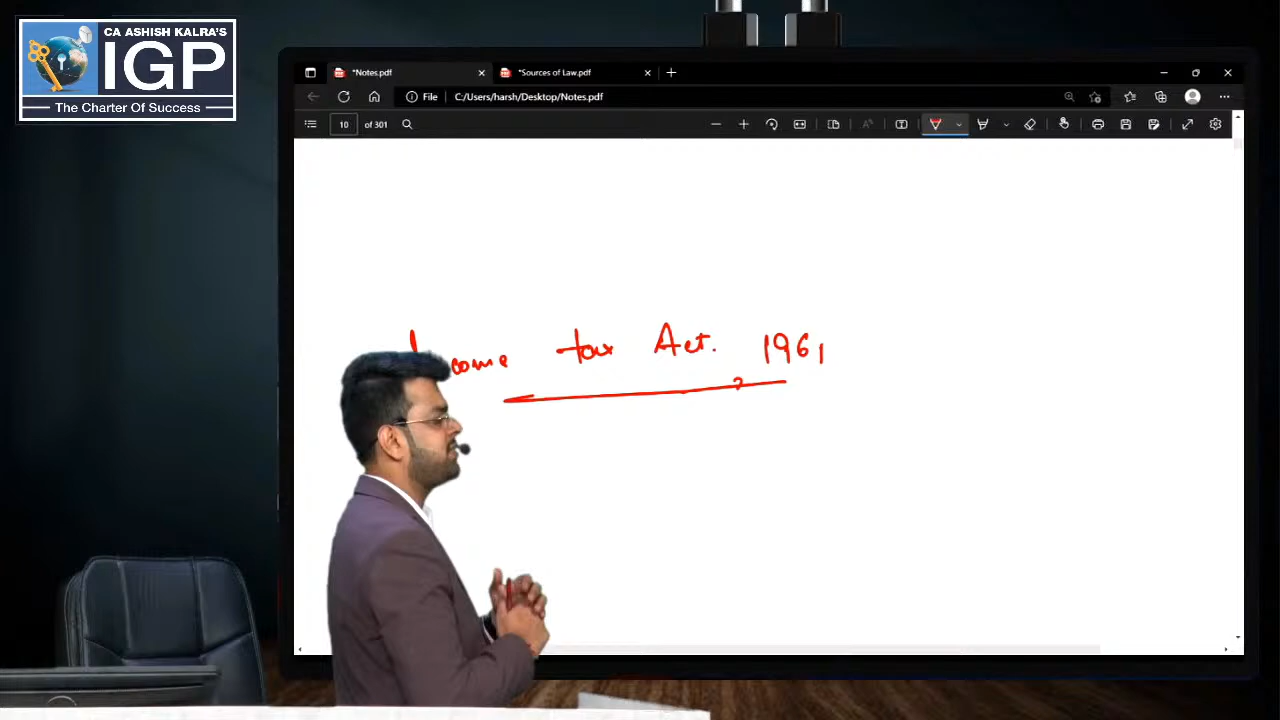 CA ASHISH KALRA'S
IGP
The Charter Of Success
*Notes.pdf
*Sources of Law.pdf
File
C:/Users/harsh/Desktop/Notes.pdf
10 of 301
tax Act. 1961